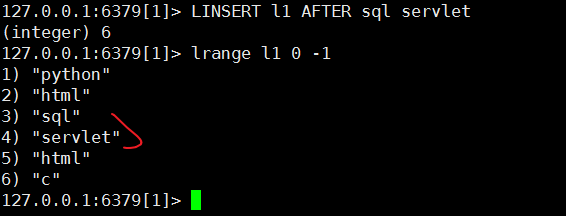 127.0.0.1:6379[1]> LINSERT l1 AFTER sql servlet
(integer) 6
127.0.0.1:6379[1]> lrange l1 0 -1
1) "python"
2) "html"
3) "sql"
4) "servlet"
5) "html"
6) "c"
127.0.0.1:6379[1]>